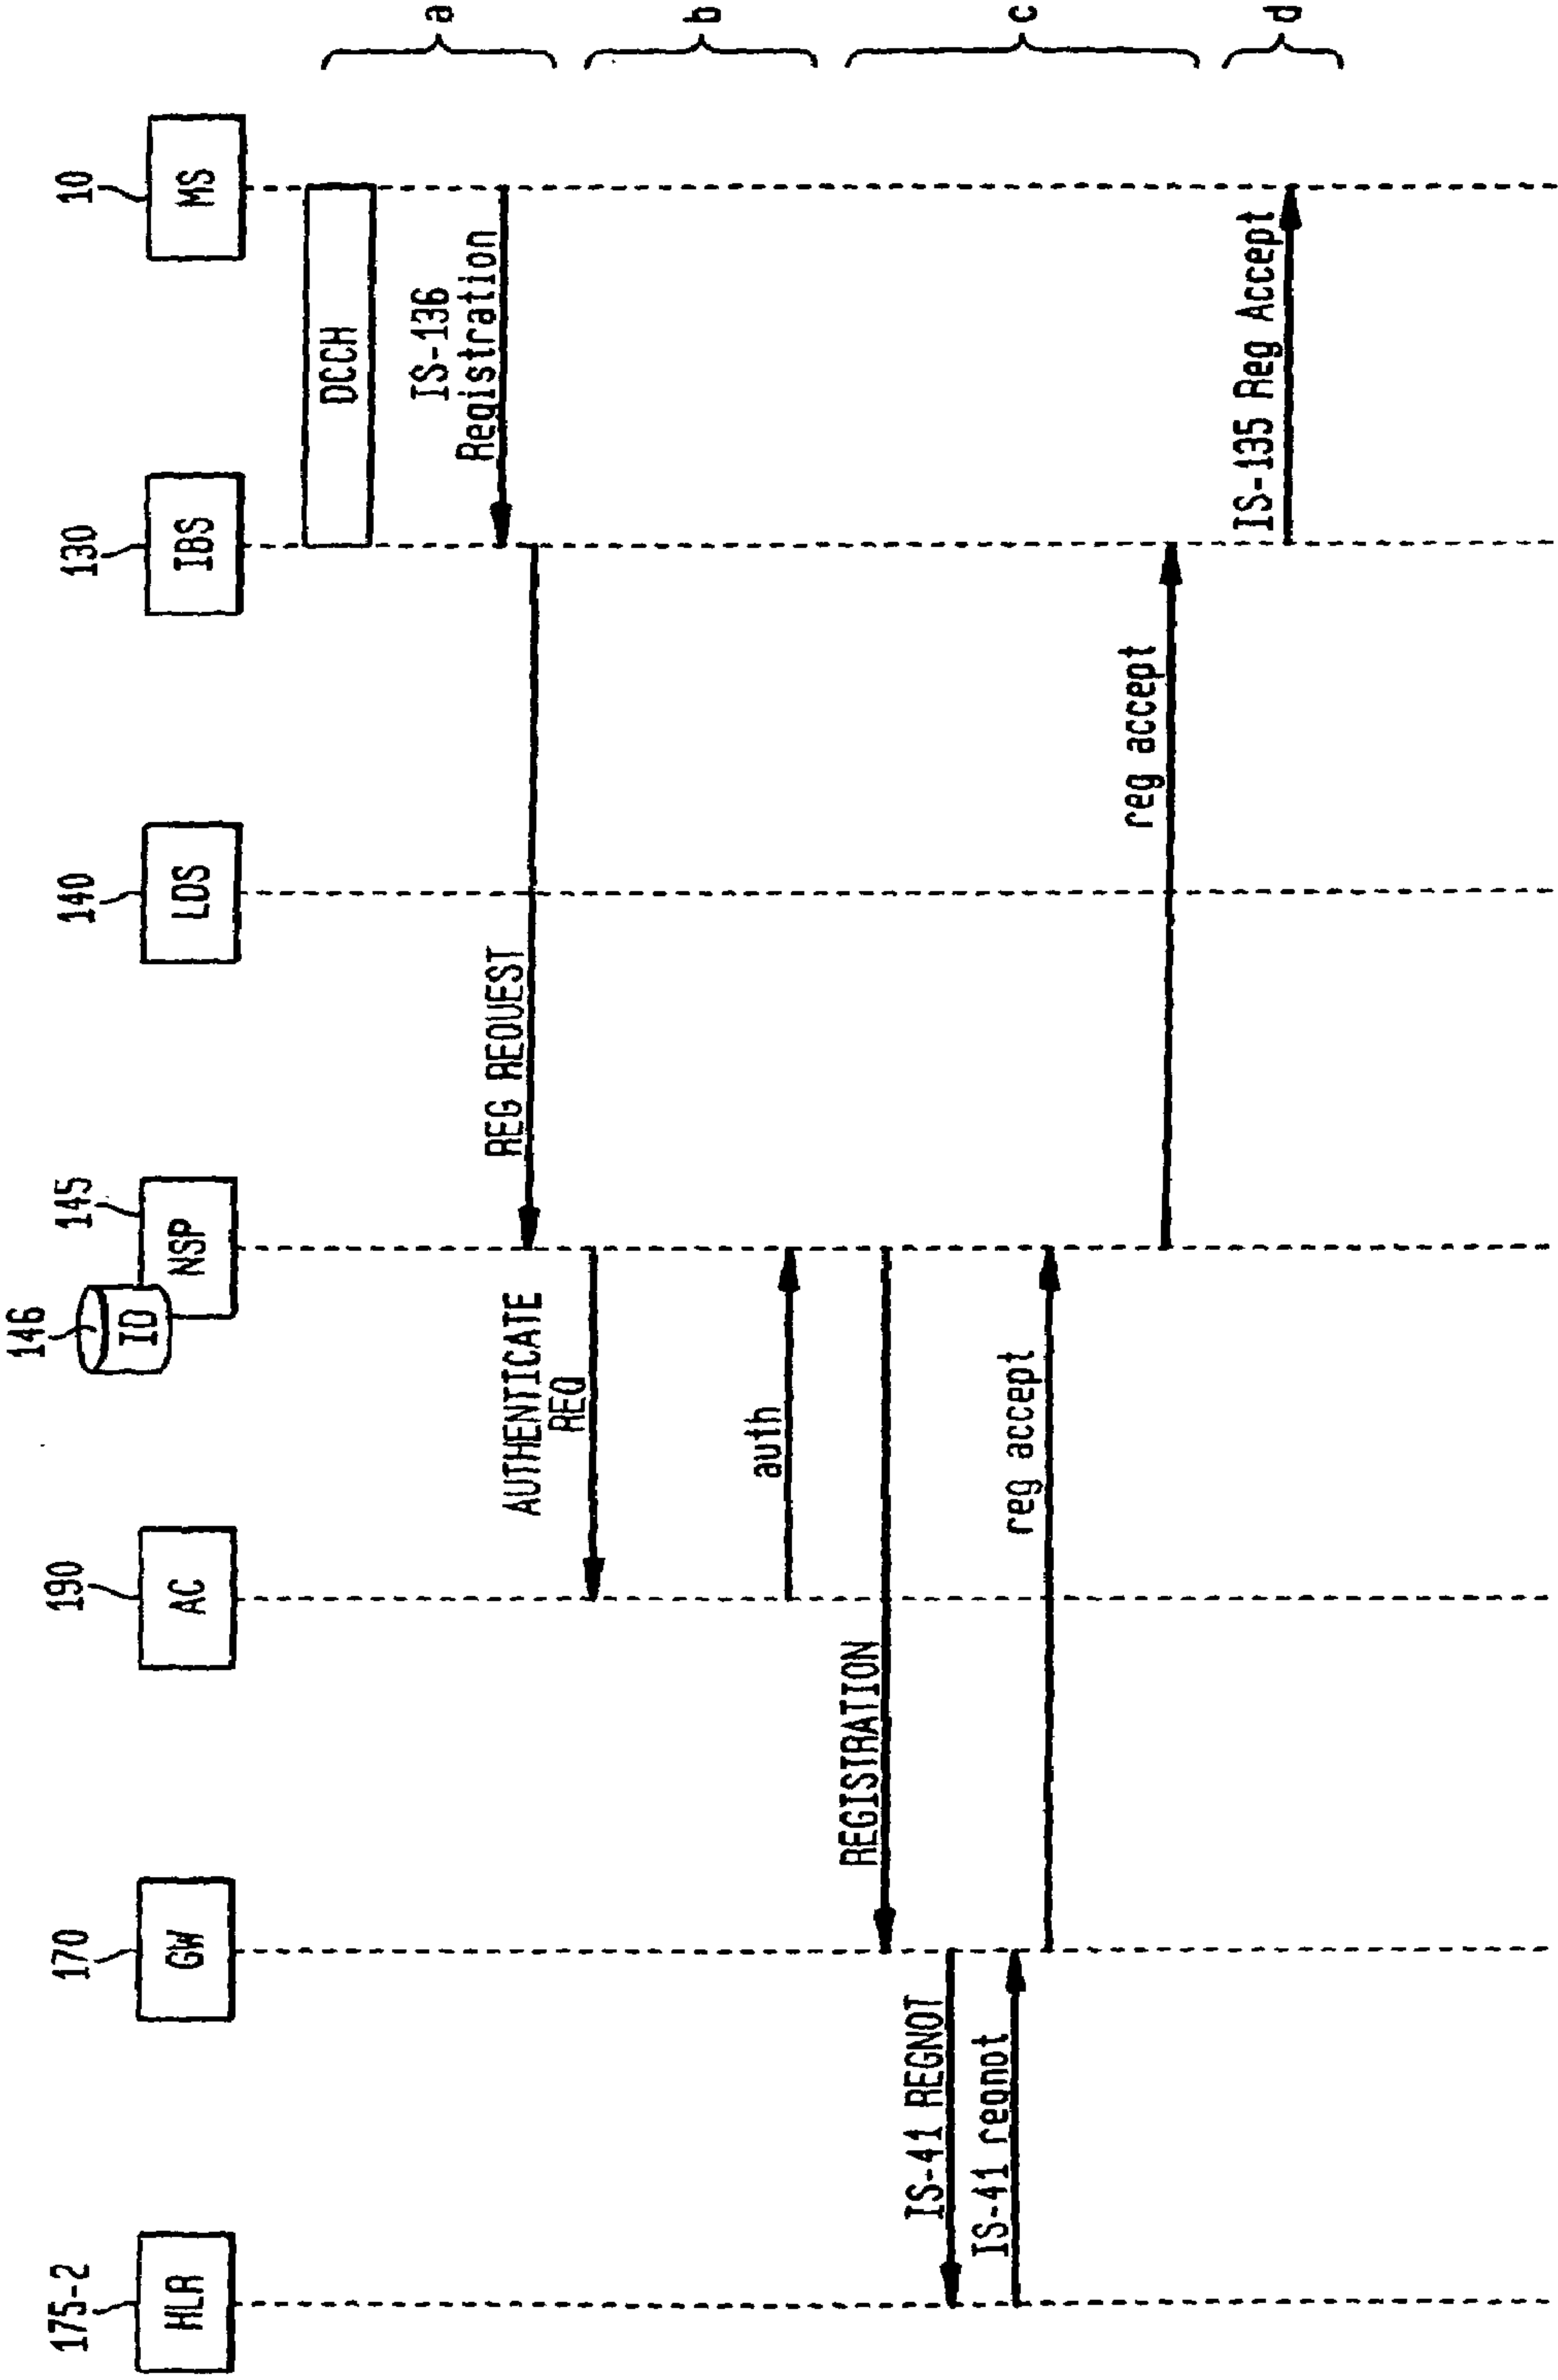 146
175-2
170
190
145
140
130
10
ID
HLR
GW
AC
NSP
LDS
IBS
MS
DCCH
a
IS-136
Registration
REG REQUEST
AUTHENTICATE
REQ
b
auth
REGISTRATION
IS-41 REGNOT
IS-41 regnot
reg accept
c
reg accept
IS-135 Reg Accept
d